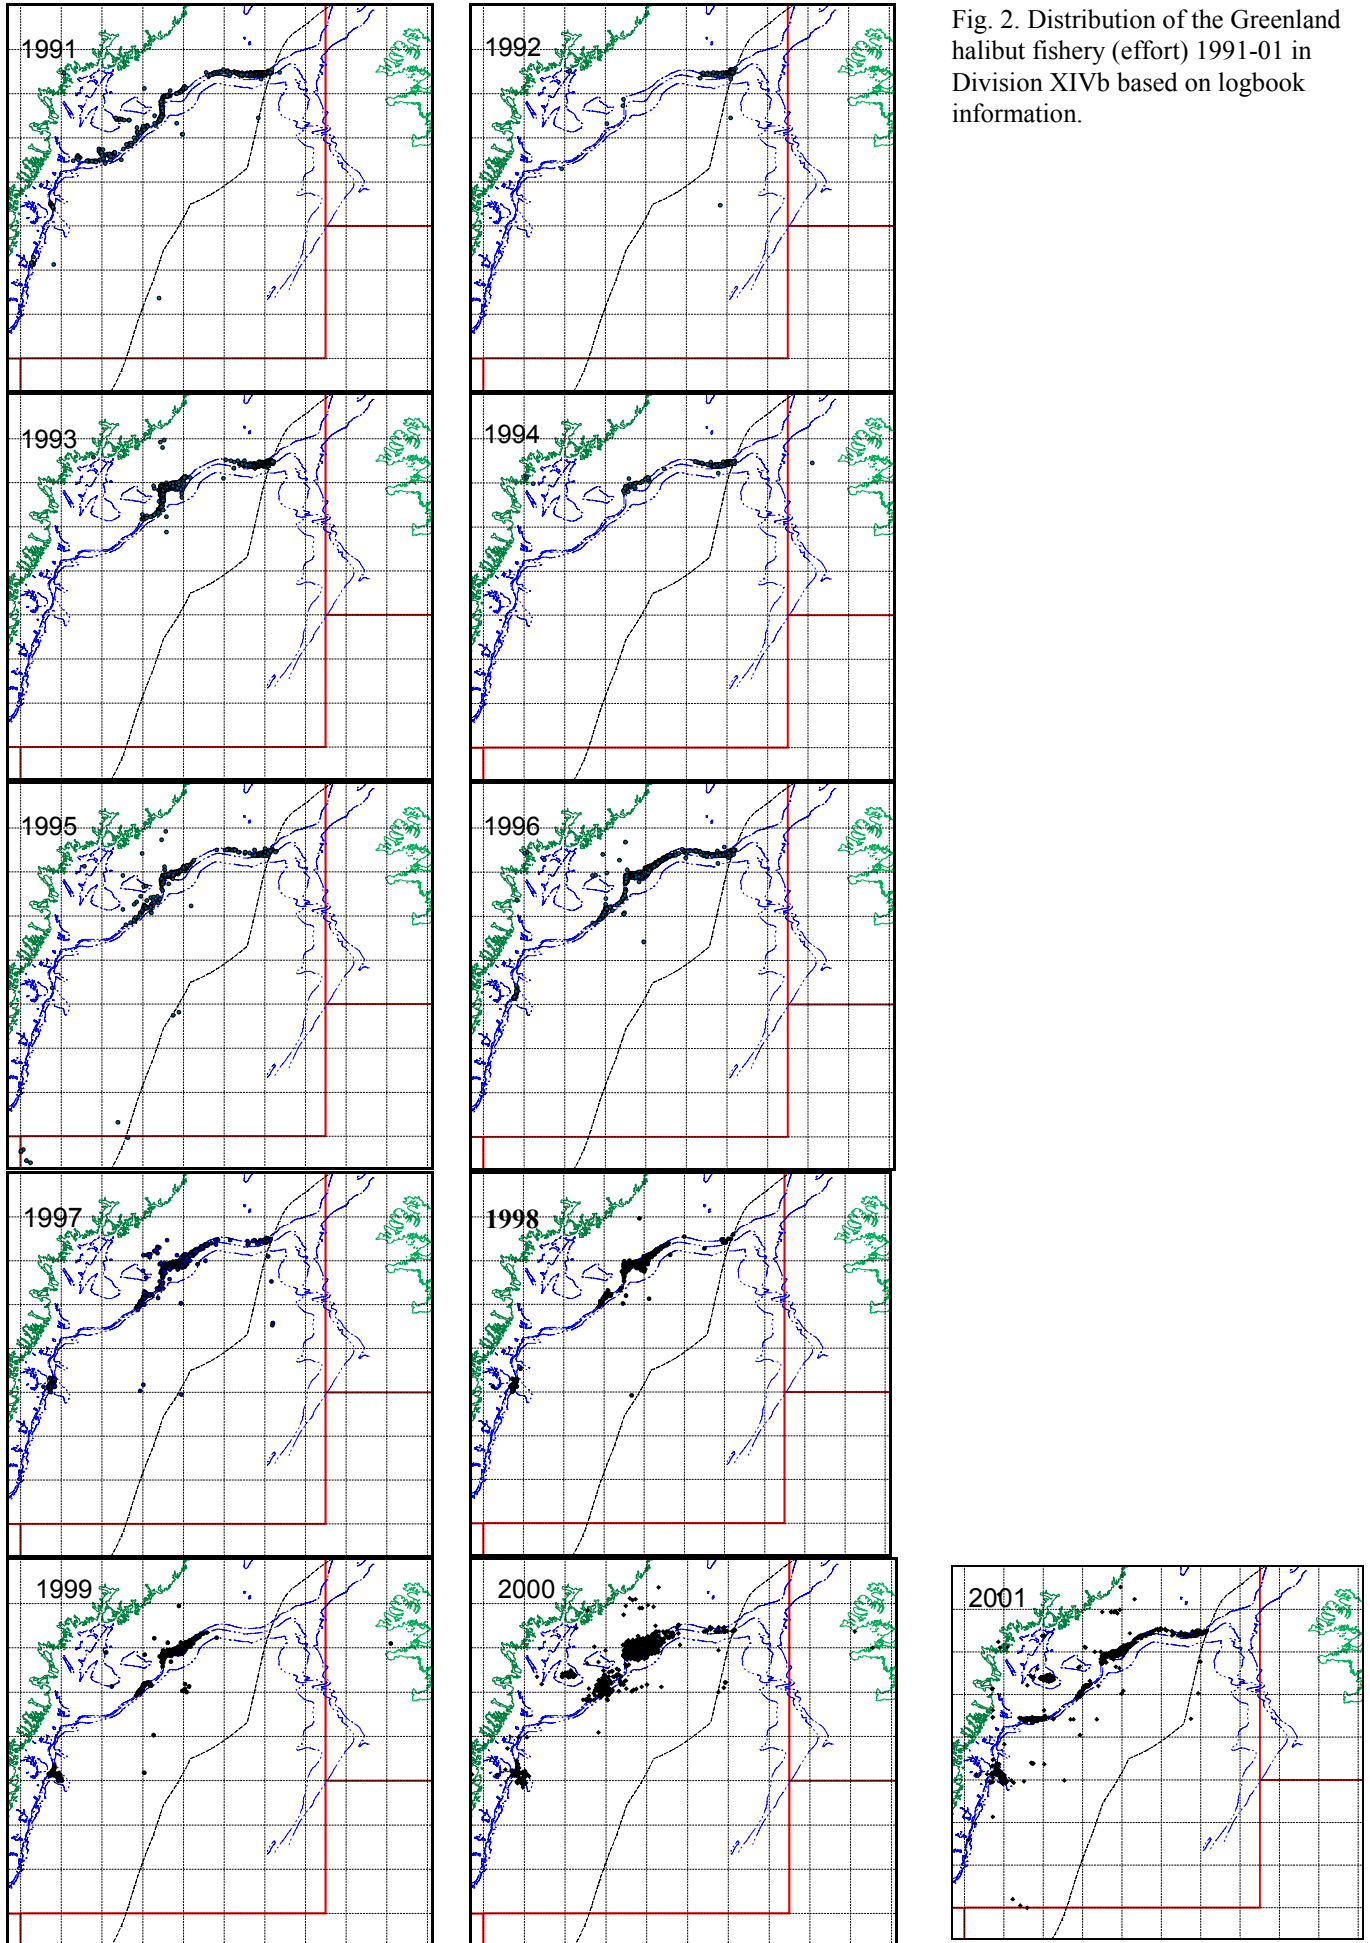 1991
1992
Fig. 2. Distribution of the Greenland
halibut fishery (effort) 1991-01 in
Division XIVb based on logbook
information.
1993
1994
1995
1996
1997
1998
1999
2000
2001